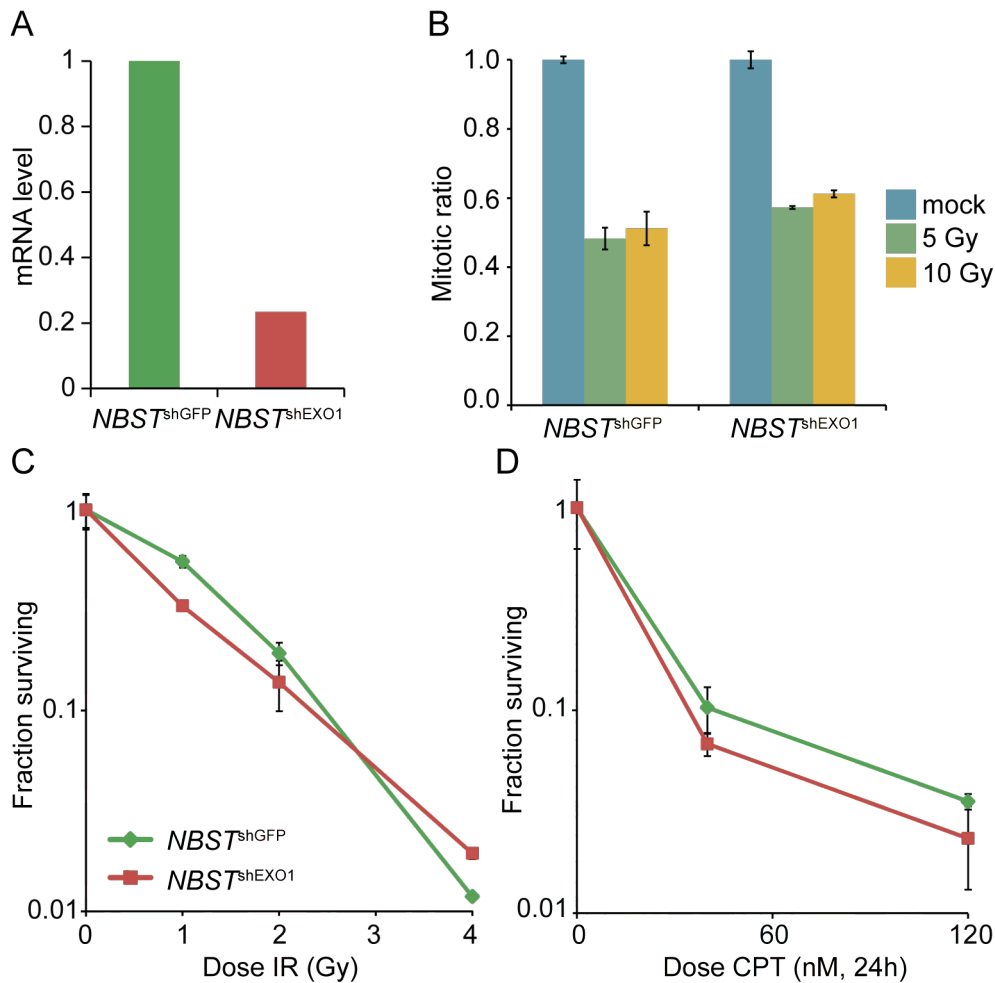 A
mRNA level
1
0.8
0.6
0.4
0.2
0
NBSTshGFP
NBSTshEXO1
B
Mitotic ratio
1.0
0.8
0.6
0.4
0.2
0.0
NBSTshGFP
NBSTshEXO1
mock
5 Gy
10 Gy
C
Fraction surviving
1
0.1
0.01
NBSTshGFP
NBSTshEXO1
0 1 2 3 4
Dose IR (Gy)
D
Fraction surviving
1
0.1
0.01
0 60 120
Dose CPT (nM, 24h)